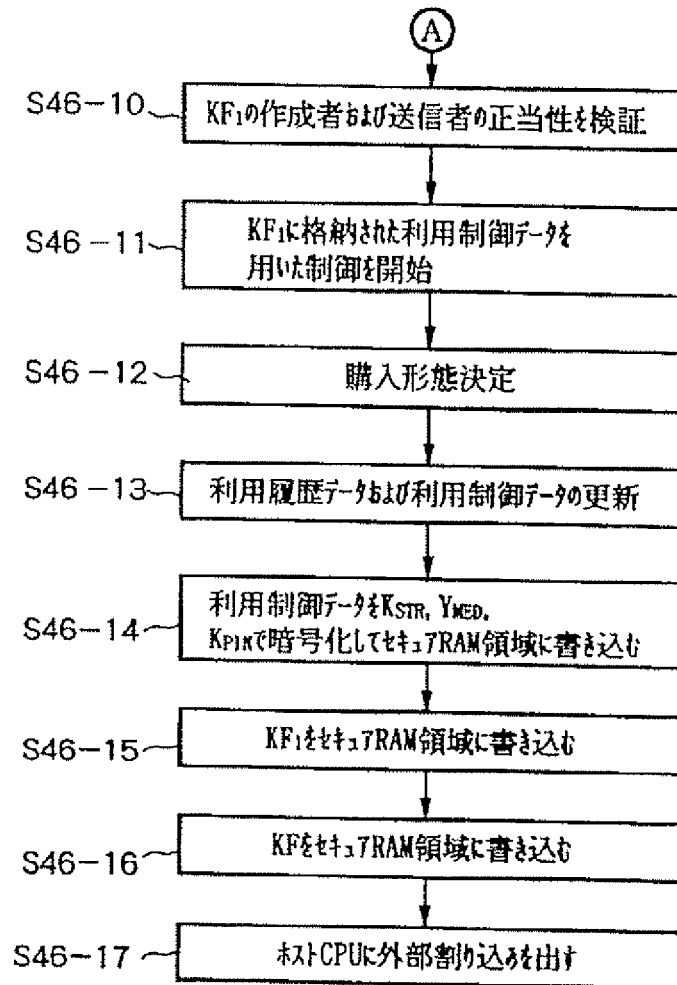 A
S46-10
KF₁の作成者および送信者の正当性を検証
S46-11
KF₁に格納された利用制御データを
用いた制御を開始
S46-12
購入形態決定
S46-13
利用履歴データおよび利用制御データの更新
S46-14
利用制御データをKSTR, YMED,
KPINで暗号化してセキュアRAM領域に書き込む
S46-15
KF₁をセキュアRAM領域に書き込む
S46-16
KFをセキュアRAM領域に書き込む
S46-17
ホストCPUに外部割り込みを出す